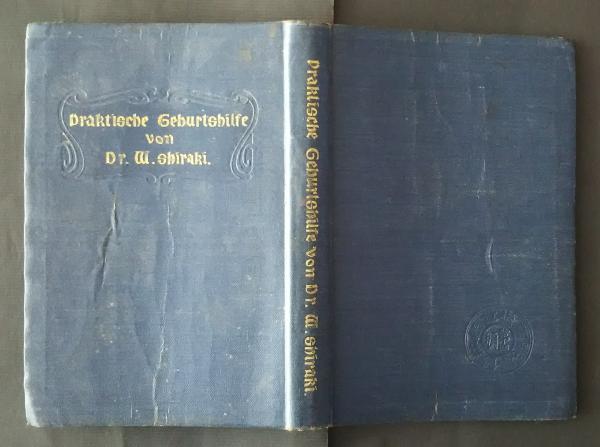 Praktische Geburtshilfe
von
Dr. W. Shiraki.
Praktische Geburtshilfe von Dr. W. Shiraki.